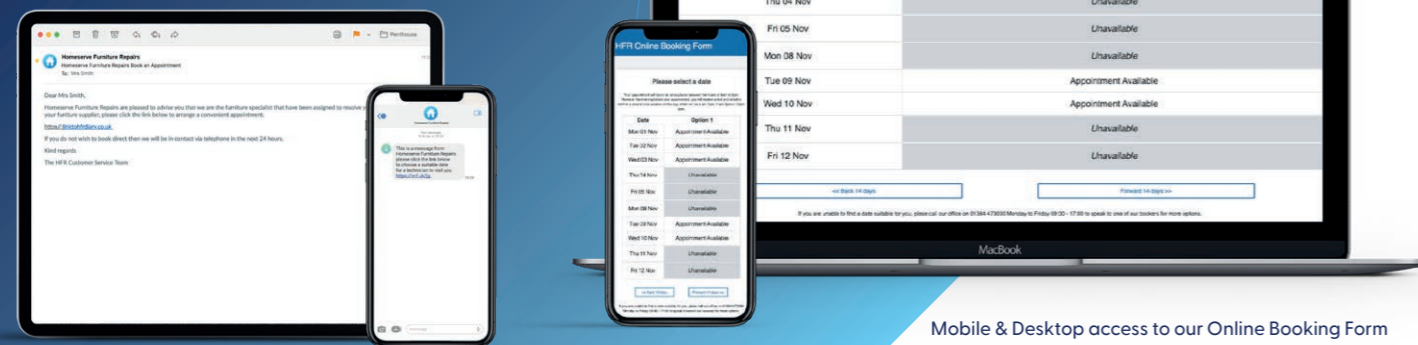 Penthouse
Homeserve Furniture Repairs
Homeserve Furniture Repairs Book an Appointment
To: Mrs Smith
Dear Mrs Smith,
Homeserve Furniture Repairs are pleased to advise you that we are the furniture specialist that have been assigned to resolve
your furniture supplier, please click the link below to arrange a convenient appointment.
If you do not wish to book direct then we will be in contact via telephone in the next 24 hours.
Kind regards
The HFR Customer Service Team
This is a message from
Homeserve Furniture Repairs
please click the link below
to choose a suitable date
for a technician to visit you.
HFR Online Booking Form
Please select a date
Date Option 1
Mon 01 Nov Appointment Available
Tue 02 Nov Appointment Available
Wed 03 Nov Appointment Available
Thu 04 Nov Unavailable
Fri 05 Nov Unavailable
Mon 08 Nov Unavailable
Tue 09 Nov Appointment Available
Wed 10 Nov Appointment Available
Thu 11 Nov Unavailable
Fri 12 Nov Unavailable
Thu 04 Nov Unavailable
Fri 05 Nov Unavailable
Mon 08 Nov Unavailable
Tue 09 Nov Appointment Available
Wed 10 Nov Appointment Available
Thu 11 Nov Unavailable
Fri 12 Nov Unavailable
<< Back 14 days Forward 14 days >>
If you are unable to find a date suitable for you, please call our office on 01384 473030 Monday to Friday 09:00 - 17:00 to speak to one of our bookers for more options.
MacBook
Mobile & Desktop access to our Online Booking Form